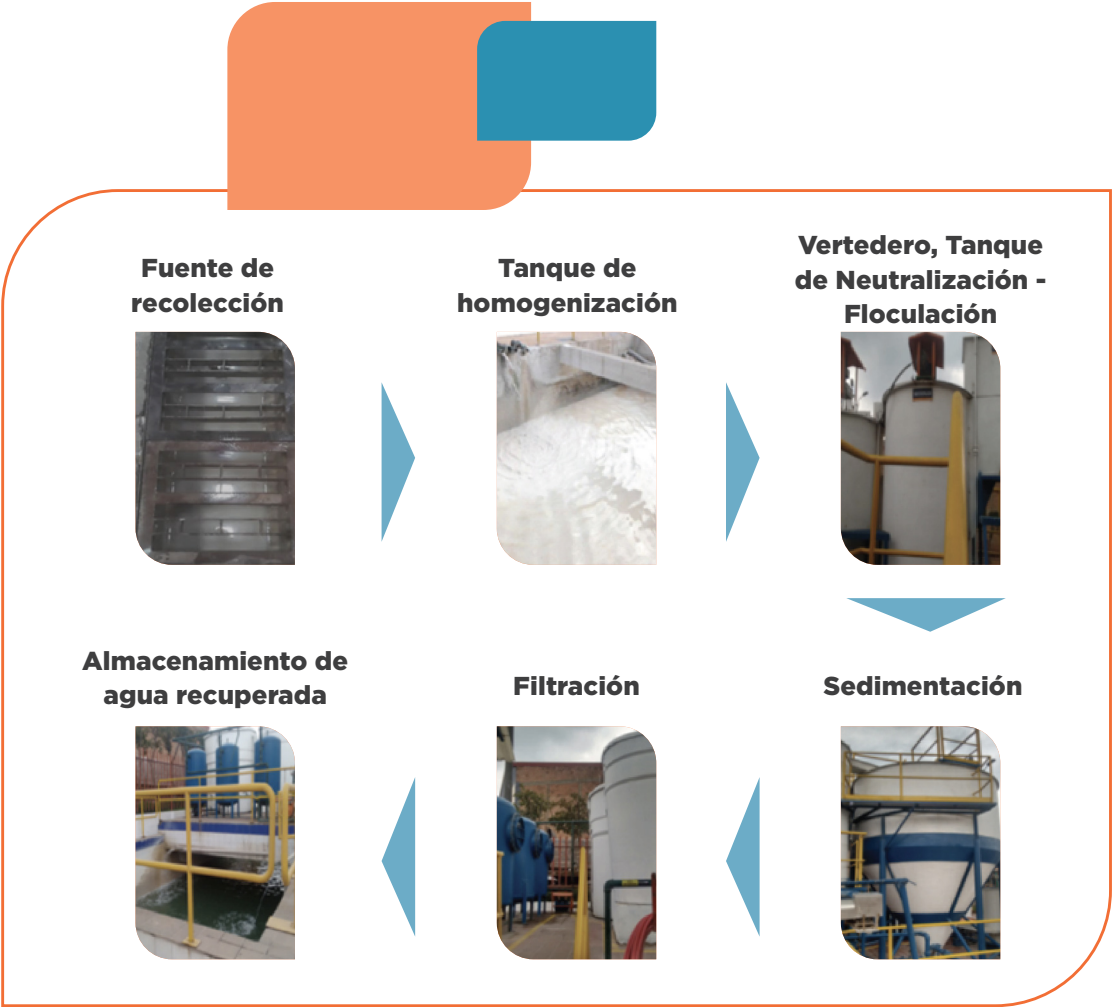 Fuente de
recolección
Tanque de
homogenización
Vertedero, Tanque
de Neutralización -
Floculación
Almacenamiento de
agua recuperada
Filtración
Sedimentación